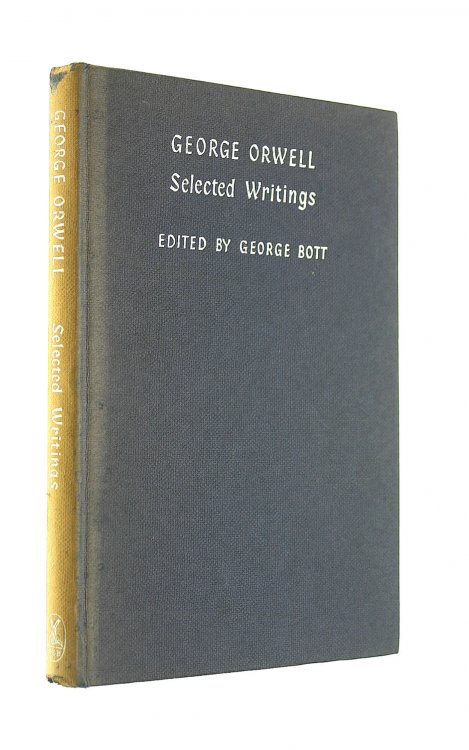 GEORGE ORWELL
Selected Writings
EDITED BY GEORGE BOTT
GEORGE ORWELL Selected Writings